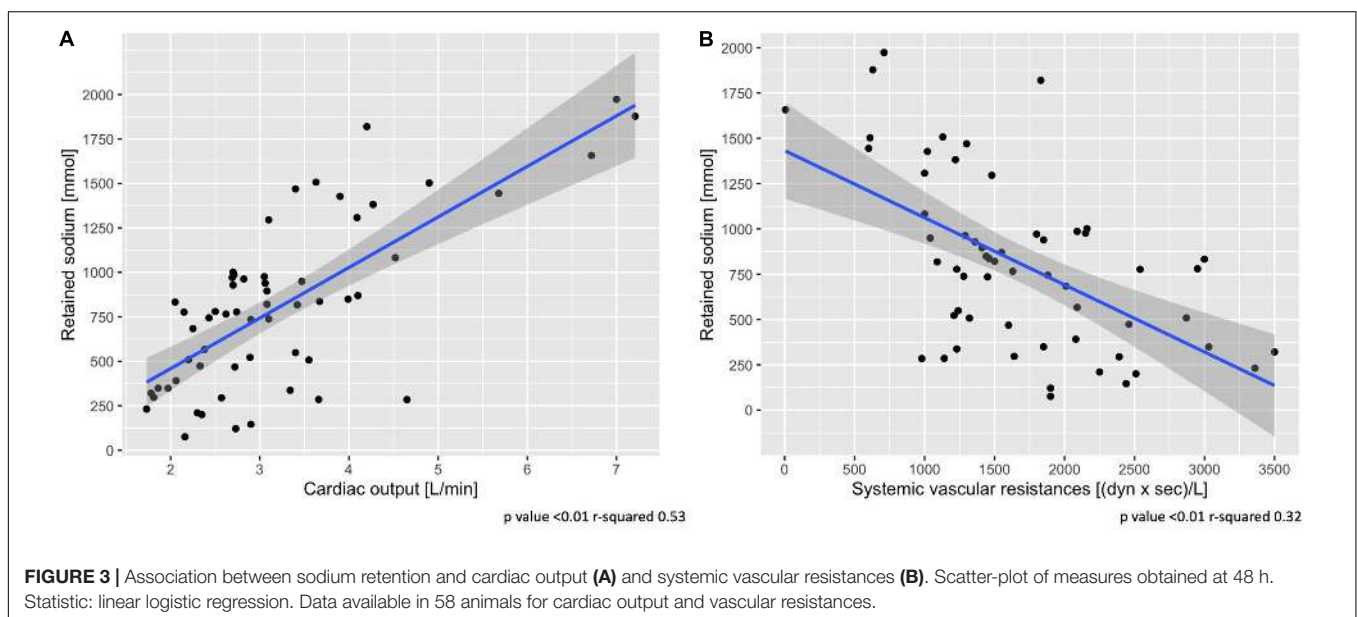 A
Retained sodium [mmol]
2000
1750
1500
1250
1000
750
500
250
0
2 3 4 5 6 7
Cardiac output [L/min]
p value <0.01 r-squared 0.53
B
Retained sodium [mmol]
2000
1750
1500
1250
1000
750
500
250
0
0 500 1000 1500 2000 2500 3000 3500
Systemic vascular resistances [(dyn x sec)/L]
p value <0.01 r-squared 0.32
FIGURE 3 | Association between sodium retention and cardiac output (A) and systemic vascular resistances (B). Scatter-plot of measures obtained at 48 h.
Statistic: linear logistic regression. Data available in 58 animals for cardiac output and vascular resistances.